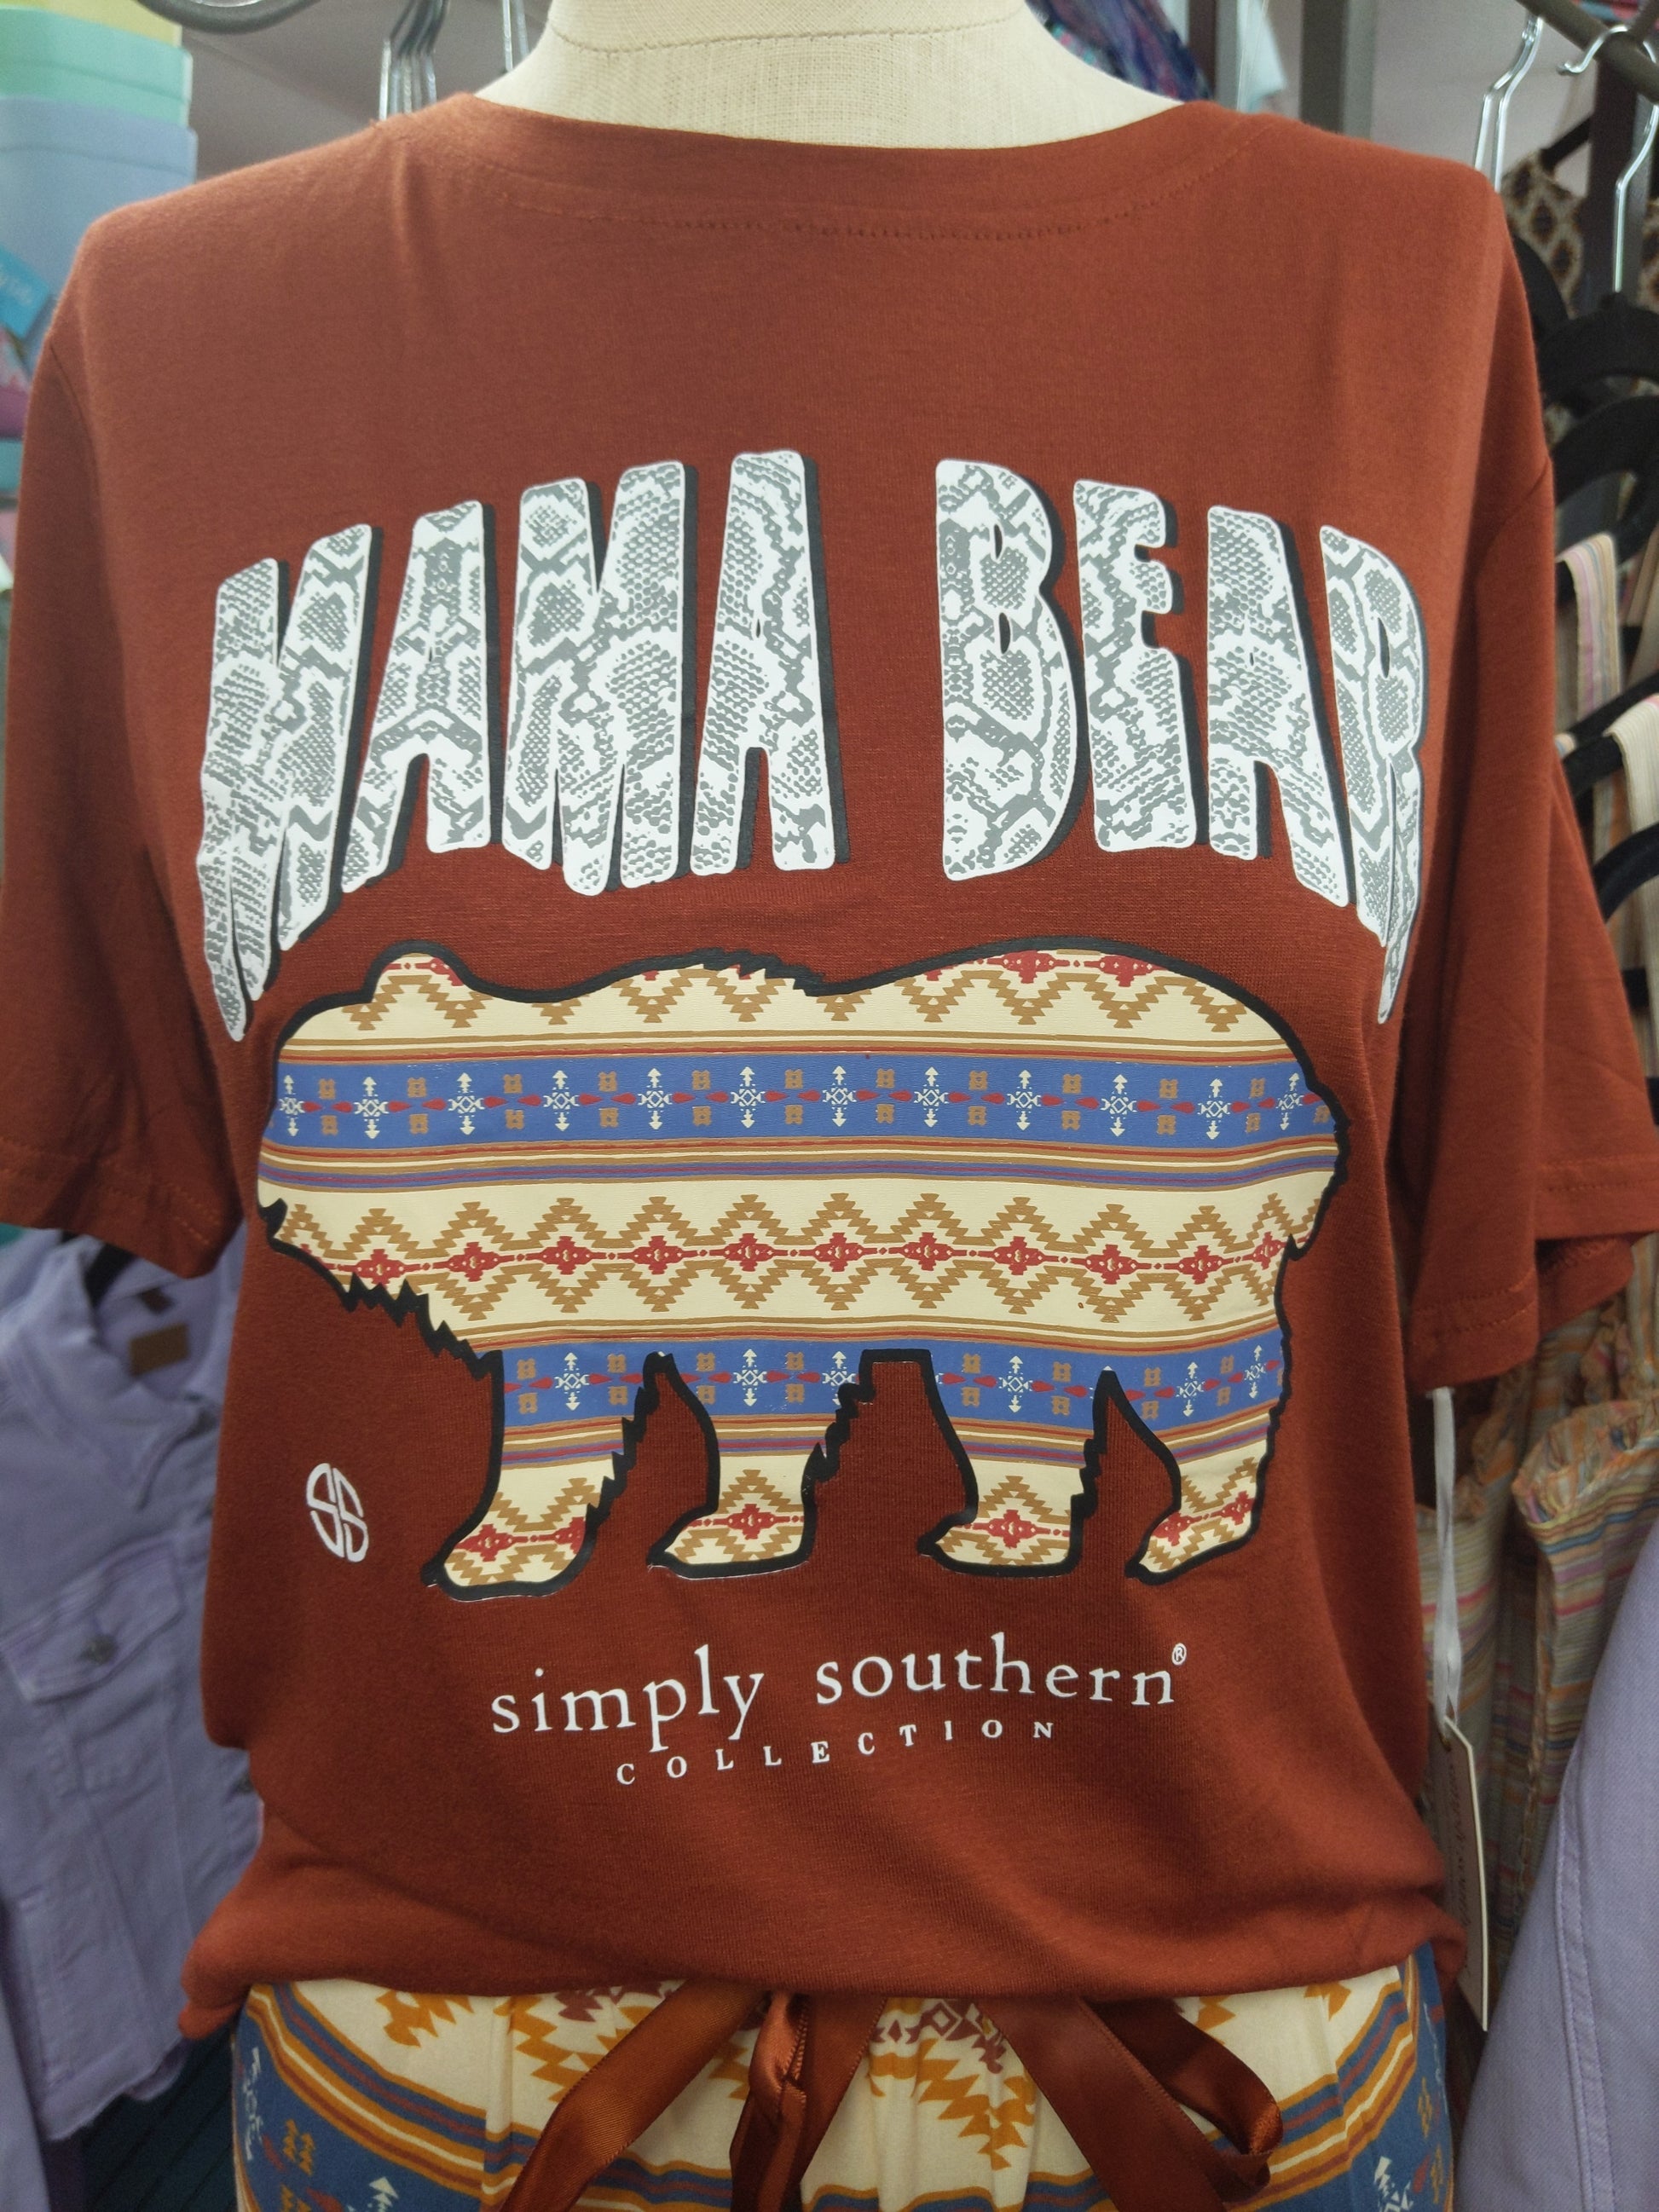 MAMA BEAR
SS
simply southern®
COLLECTION